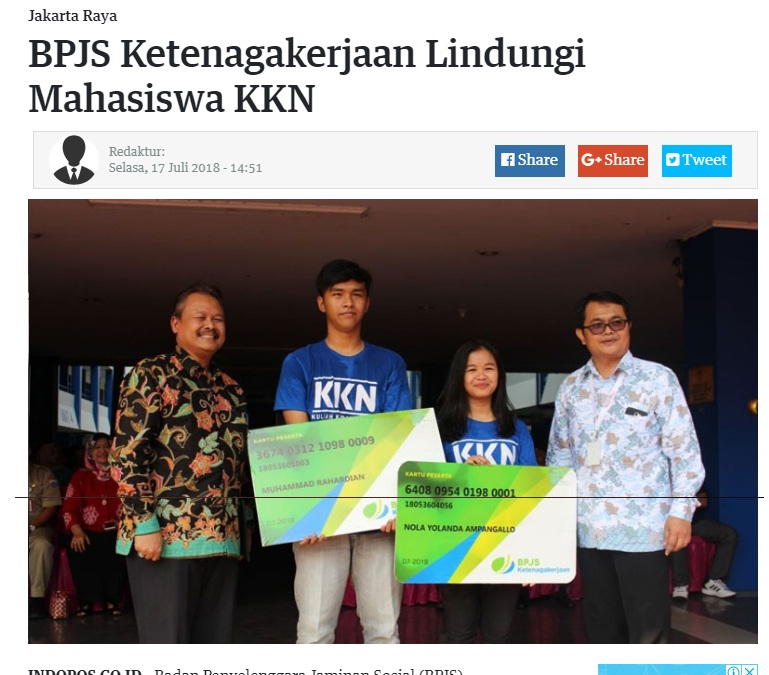 Jakarta Raya
BPJS Ketenagakerjaan Lindungi
Mahasiswa KKN
Redaktur:
Selasa, 17 Juli 2018 - 14:51
Share
G+ Share
Tweet
KKN
KULIAH
KARTU PESERTA
3674 0312 1098 0009
18053605003
MUHAMMAD RAHARDIAN
07-2018
KKN
KARTU PESERTA
6408 0954 0198 0001
18053604056
NOLA YOLANDA AMPANGALLO
07-2018
BPJS
Ketenagakerjaan
INDOPOS.CO.ID - Badan Penyelenggara Jaminan Sosial (BPJS)